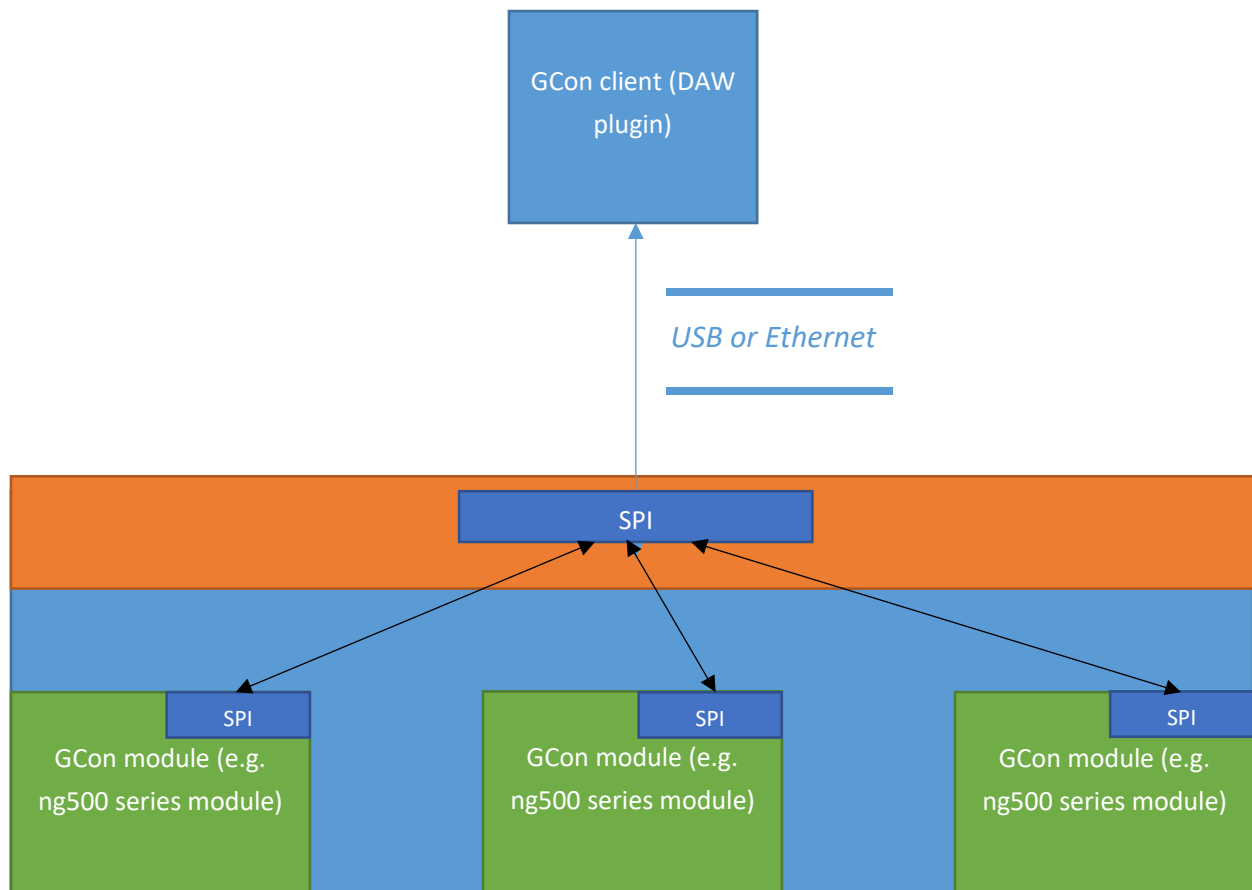 GCon client (DAW
plugin)
USB or Ethernet
SPI
SPI
SPI
SPI
GCon module (e.g.
ng500 series module)
GCon module (e.g.
ng500 series module)
GCon module (e.g.
ng500 series module)